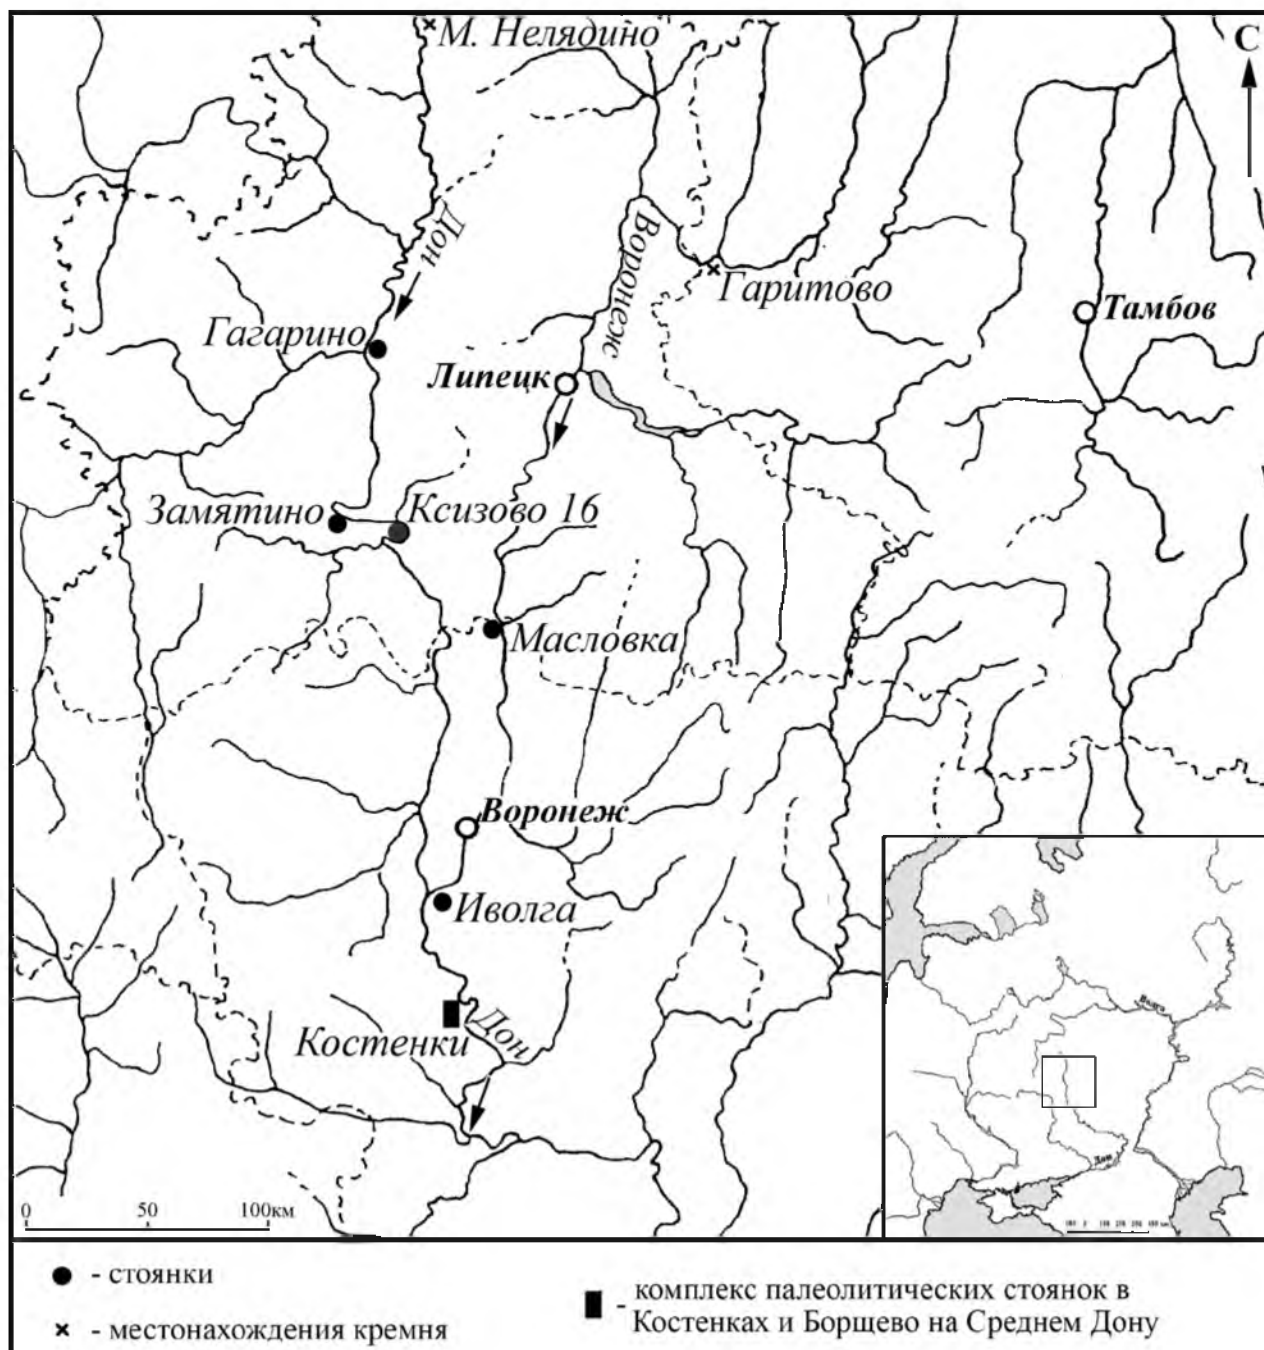 М. Нелядино
С
Дон
Воронеж
Гаритово
Тамбов
Гагарино
Липецк
Замятино
Ксизово 16
Масловка
Воронеж
Иволга
Костенки
Дон
Волга
Дон
0 50 100км
- стоянки
- местонахождения кремня
- комплекс палеолитических стоянок в
Костенках и Борщево на Среднем Дону